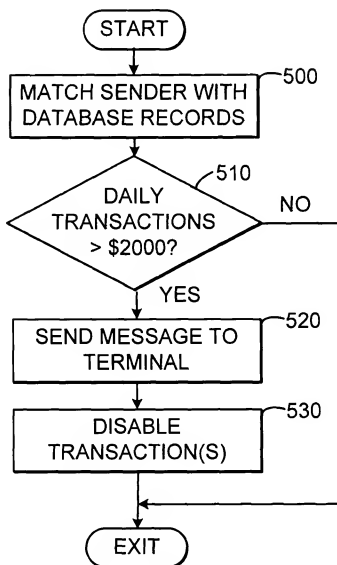 START
500
MATCH SENDER WITH
DATABASE RECORDS
510
DAILY
TRANSACTIONS
> $2000?
NO
YES
520
SEND MESSAGE TO
TERMINAL
530
DISABLE
TRANSACTION(S)
EXIT